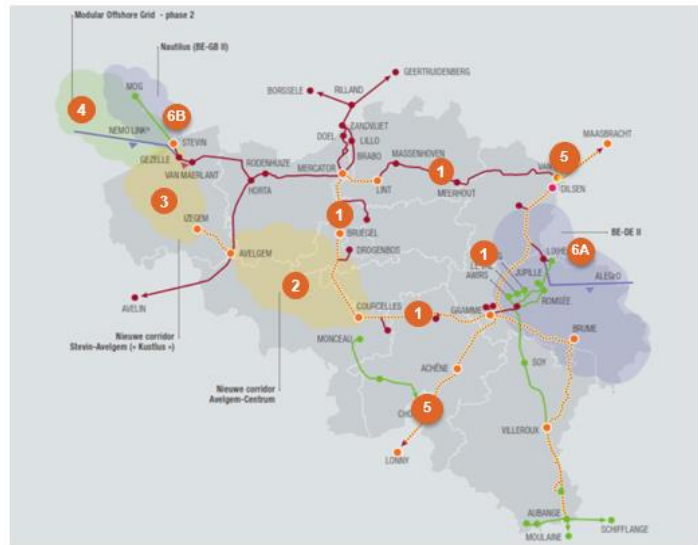 Modular Offshore Grid - phase 2
Nautilus (BE-GB II)
GEERTRUIDENBERG
BORSSELE
RILLAND
MOG
4
6B
ZANDVLIET
DOEL
LILLO
BRABO
MAASBRACHT
NEMO LINK®
STEVIN
GEZELLE
VAN MAERLANT
RODENHUIZE
MERCATOR
MASSENHOVEN
1
5
VAN
HORTA
LINT
MEERHOUT
DILSEN
3
IZEGEM
1
BRUEGEL
BE-DE II
AVELGEM
DROGENBOS
1
LIXHE
6A
JUPILLE
ALEGrO
2
AWIRS
ROMSÉE
AVELIN
COURCELLES
1
GRAMME
BRUME
Nieuwe corridor
Stevin-Avelgem (« Kustlus »)
MONCEAU
SOY
ACHÊNE
Nieuwe corridor
Avelgem-Centrum
5
VILLEROUX
LONNY
AUBANGE
SCHIFFLANGE
MOULAINE